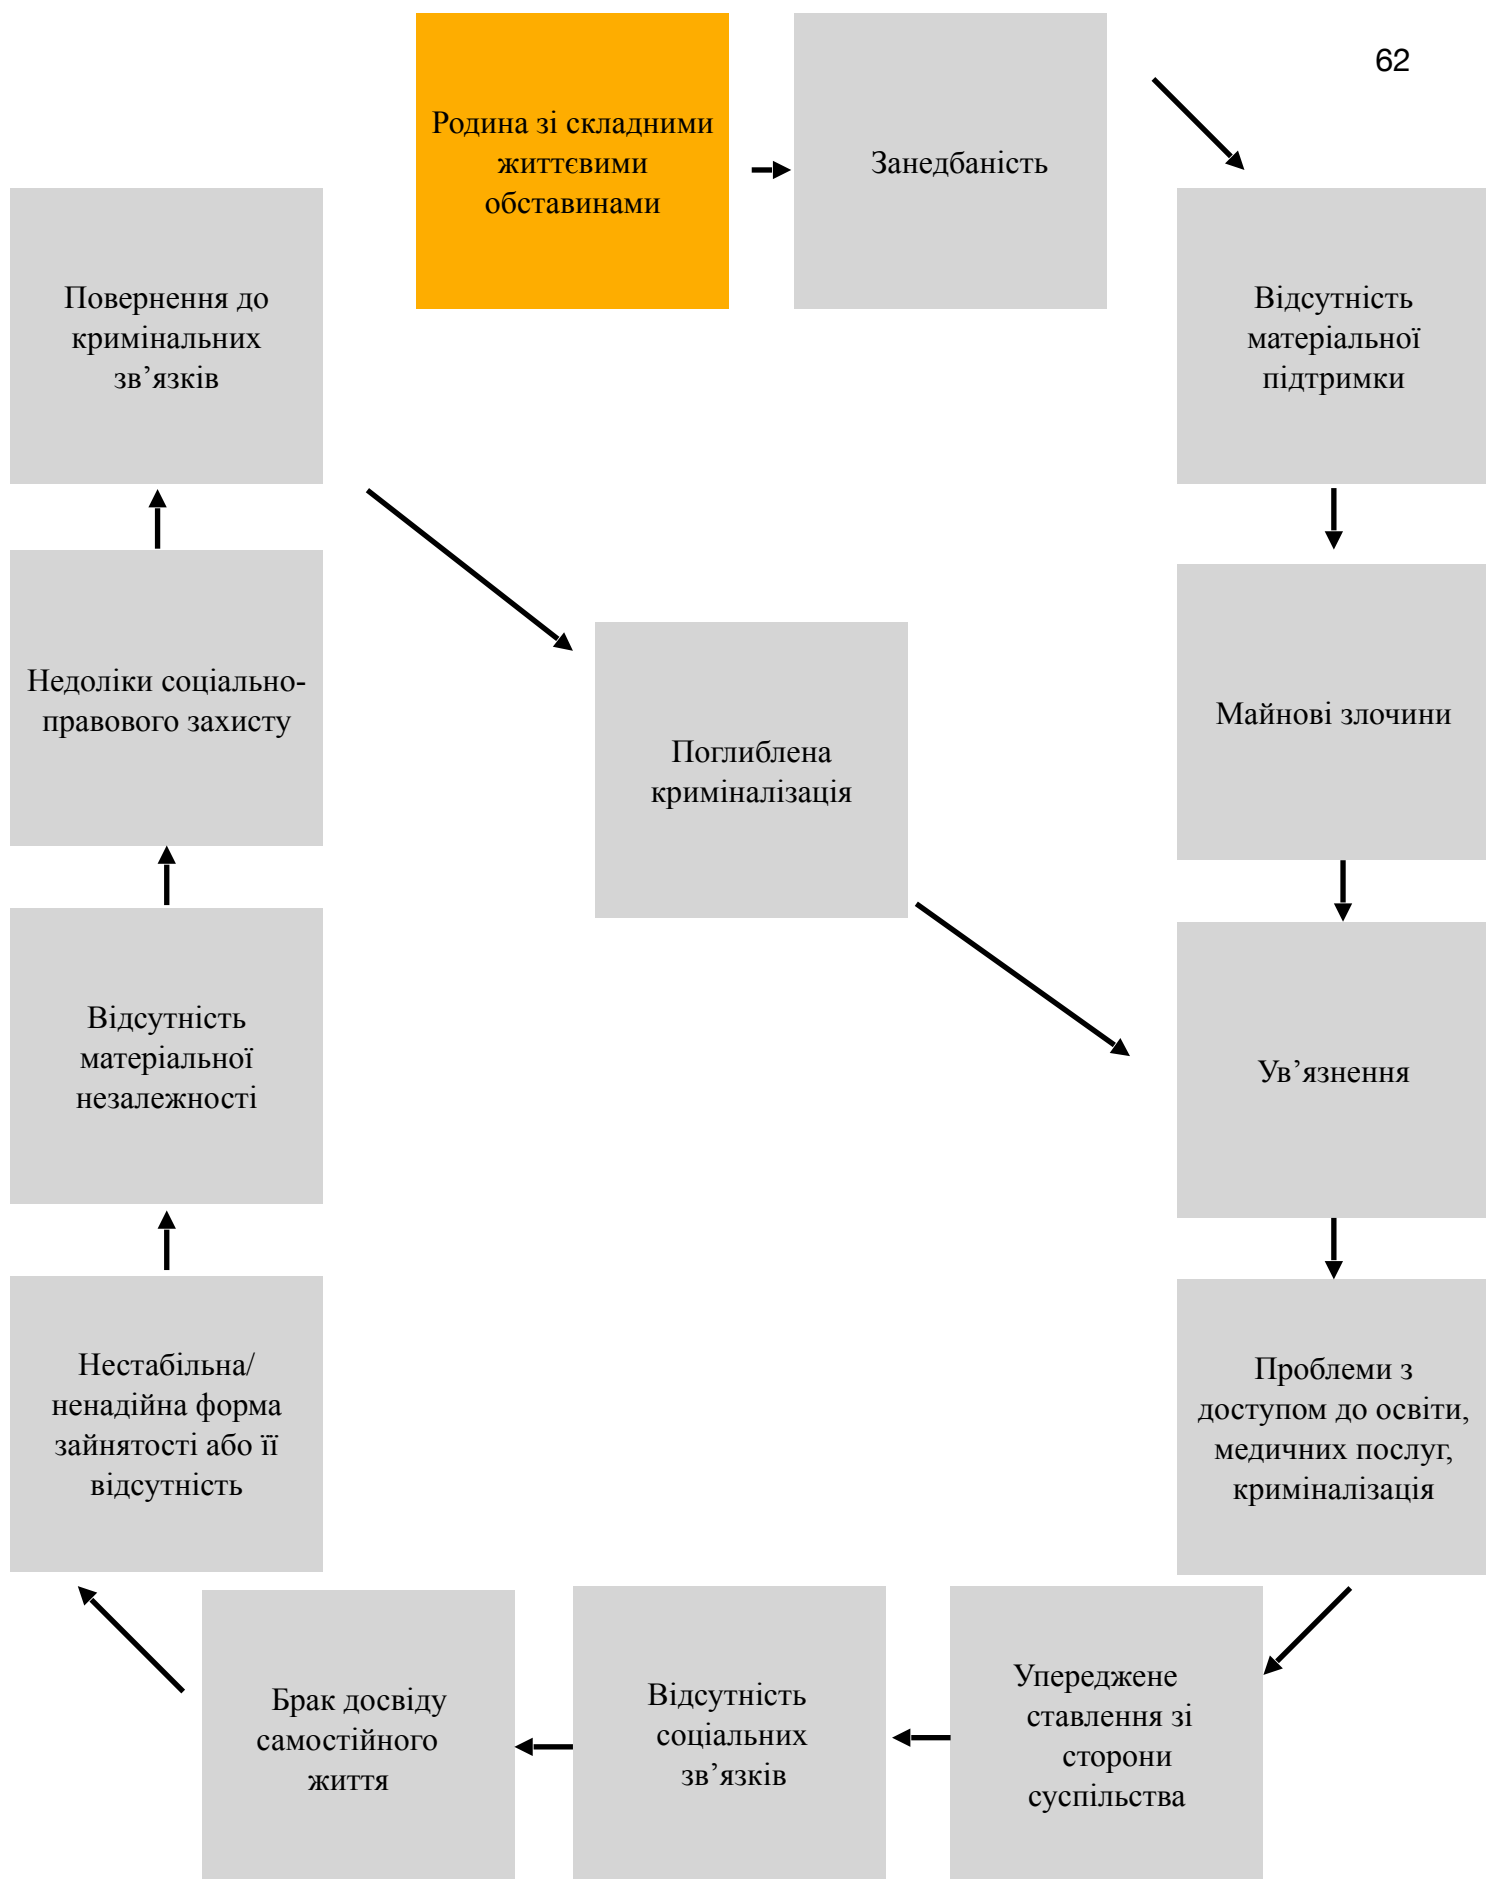 62
Родина зі складними
життєвими
обставинами
Занедбаність
Відсутність
матеріальної
підтримки
Майнові злочини
Ув’язнення
Проблеми з
доступом до освіти,
медичних послуг,
криміналізація
Упереджене
ставлення зі
сторони
суспільства
Відсутність
соціальних
зв’язків
Брак досвіду
самостійного
життя
Нестабільна/
ненадійна форма
зайнятості або її
відсутність
Відсутність
матеріальної
незалежності
Недоліки соціально-
правового захисту
Повернення до
кримінальних
зв’язків
Поглиблена
криміналізація